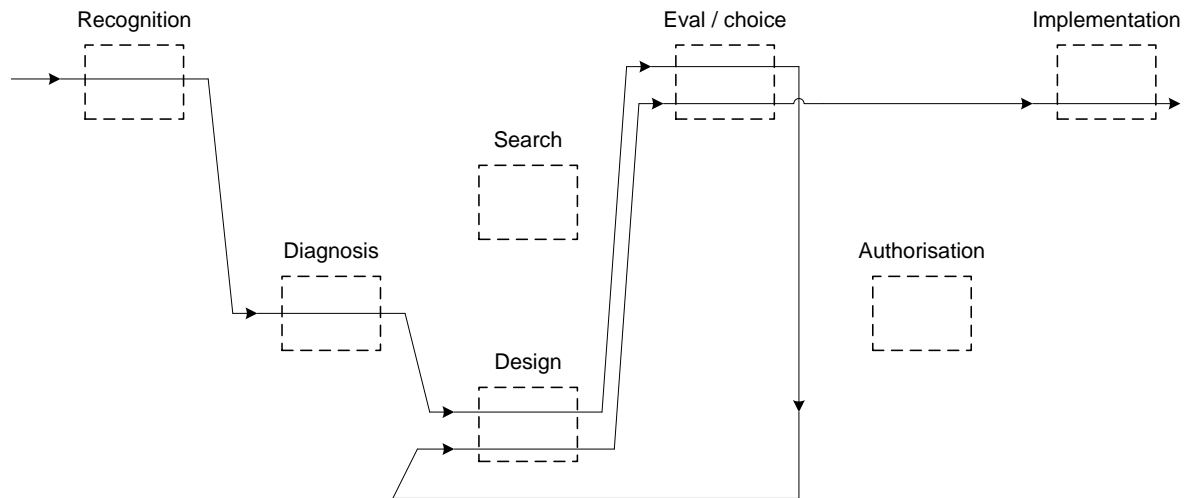 Recognition
Eval / choice
Implementation
Search
Diagnosis
Authorisation
Design